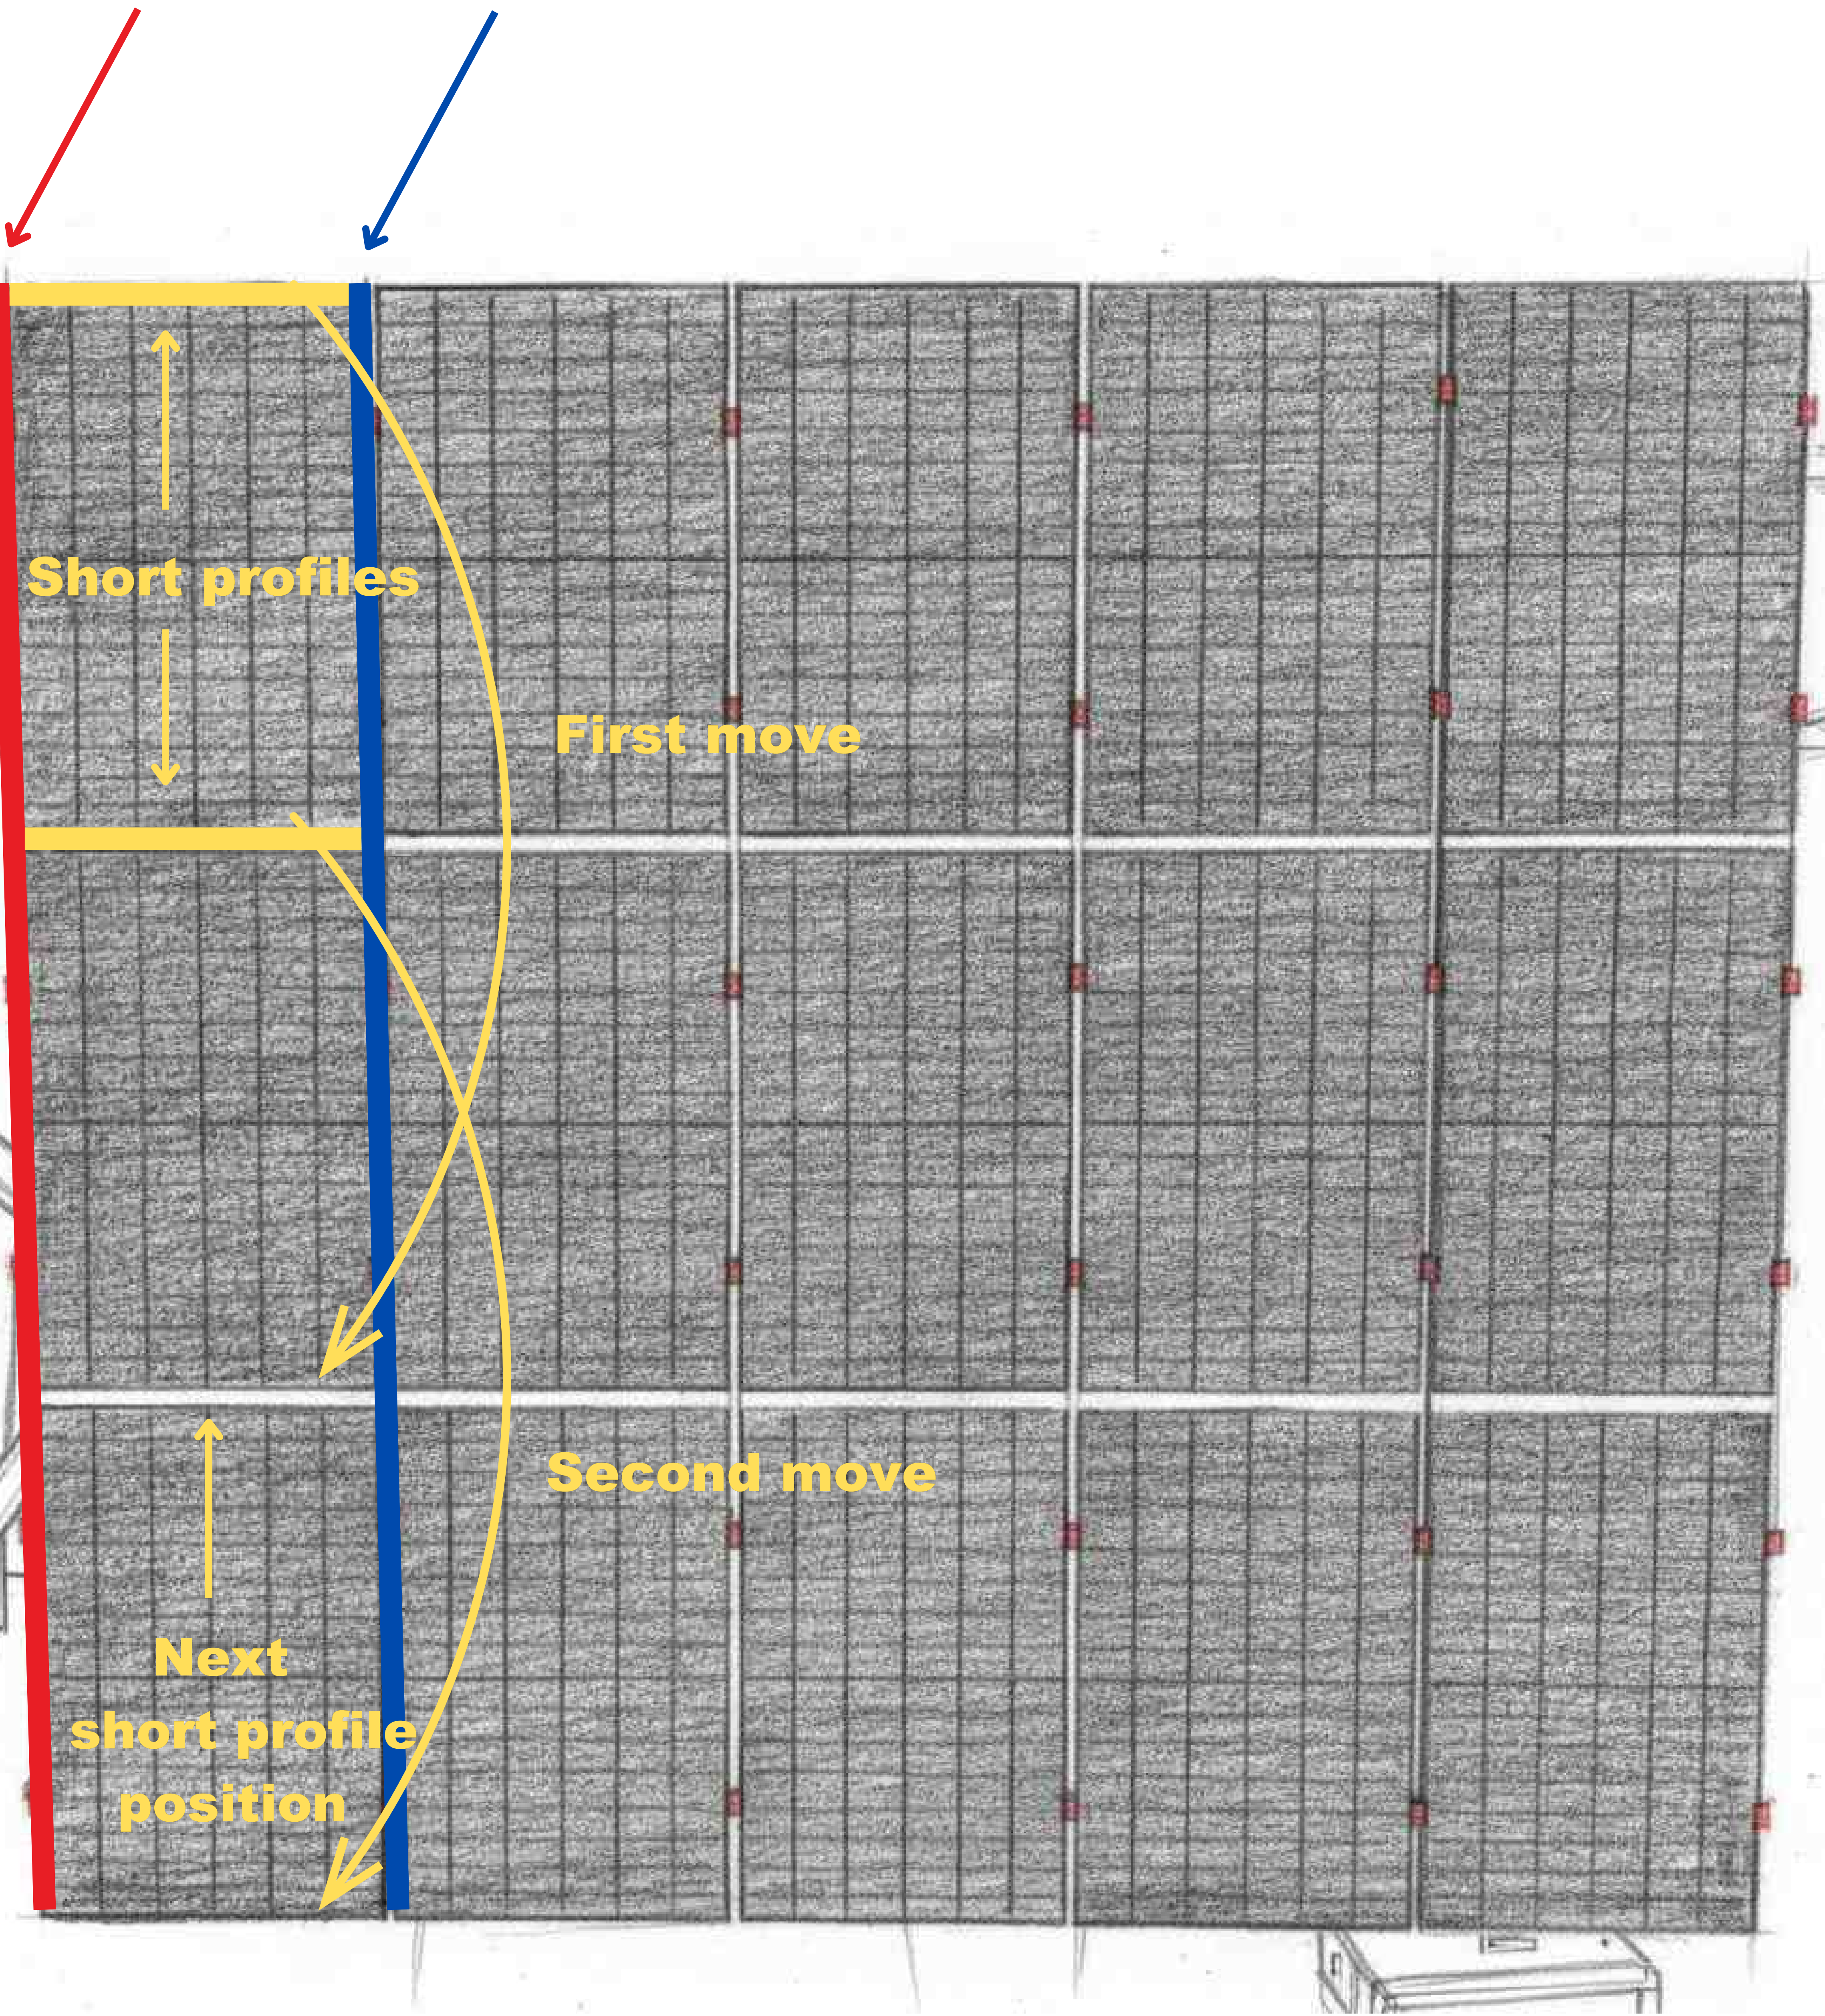 Short profiles
First move
Second move
Next
short profile
position